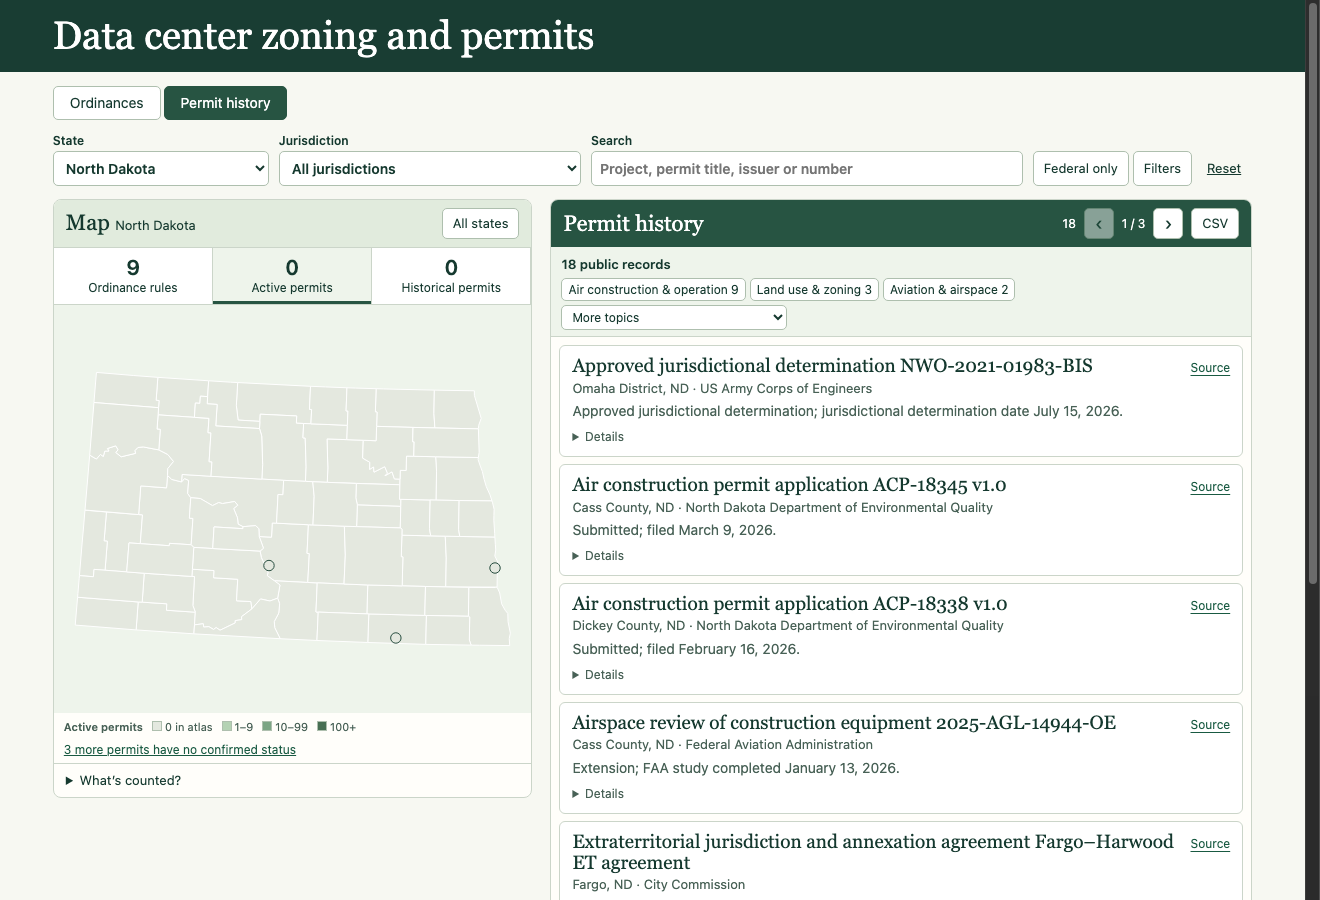 Data center zoning and permits
Ordinances
Permit history
State
Jurisdiction
Search
North Dakota
All jurisdictions
Project, permit title, issuer or number
Federal only
Filters
Reset
Map North Dakota
All states
9
Ordinance rules
0
Active permits
0
Historical permits
Active permits 0 in atlas 1–9 10–99 100+
3 more permits have no confirmed status
What's counted?
Permit history
18
1 / 3
CSV
18 public records
Air construction & operation 9
Land use & zoning 3
Aviation & airspace 2
More topics
Approved jurisdictional determination NWO-2021-01983-BIS
Source
Omaha District, ND · US Army Corps of Engineers
Approved jurisdictional determination; jurisdictional determination date July 15, 2026.
Details
Air construction permit application ACP-18345 v1.0
Source
Cass County, ND · North Dakota Department of Environmental Quality
Submitted; filed March 9, 2026.
Details
Air construction permit application ACP-18338 v1.0
Source
Dickey County, ND · North Dakota Department of Environmental Quality
Submitted; filed February 16, 2026.
Details
Airspace review of construction equipment 2025-AGL-14944-OE
Source
Cass County, ND · Federal Aviation Administration
Extension; FAA study completed January 13, 2026.
Details
Extraterritorial jurisdiction and annexation agreement Fargo–Harwood
ET agreement
Source
Fargo, ND · City Commission